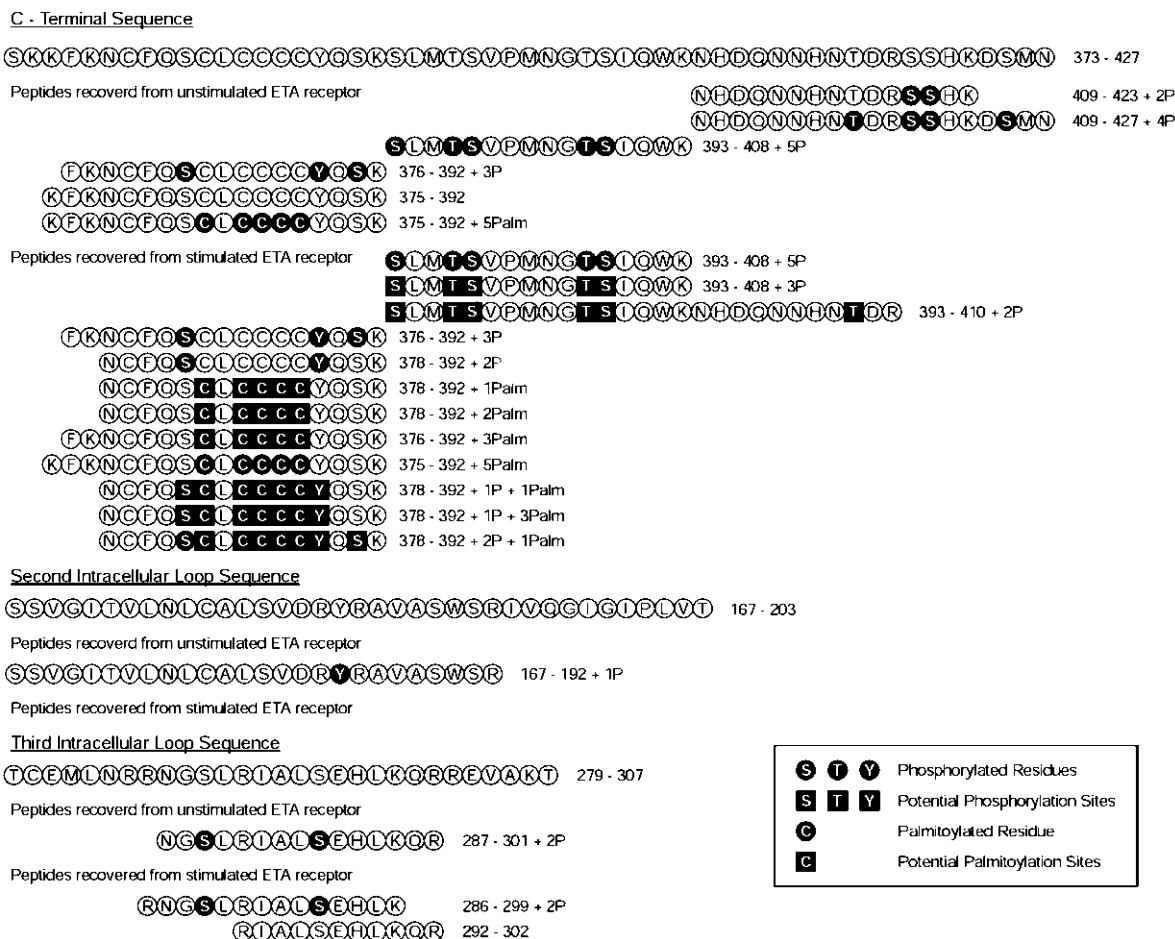 C - Terminal Sequence
SKKFKNCFQSCLCCCCYQSKSLMTSVPMNGTSIQWKNHDQNNHNTDRSSHKDSMN 373 - 427
Peptides recoverd from unstimulated ETA receptor
NHDQNNHNTDRSSHK 409 - 423 + 2P
NHDQNNHNTDRSSHKDSMN 409 - 427 + 4P
SLMTSVPMNGTSIQWK 393 - 408 + 5P
FKNCFQSCLCCCCYQSK 376 - 392 + 3P
KFKNCFQSCLCCCCYQSK 375 - 392
KFKNCFQSCLCCCCYQSK 375 - 392 + 5Palm
Peptides recovered from stimulated ETA receptor
SLMTSVPMNGTSIQWK 393 - 408 + 5P
SLMTSVPMNGTSIQWK 393 - 408 + 3P
SLMTSVPMNGTSIQWKNHDQNNHNTDR 393 - 410 + 2P
FKNCFQSCLCCCCYQSK 376 - 392 + 3P
NCFQSCLCCCCYQSK 378 - 392 + 2P
NCFQSCLCCCCYQSK 378 - 392 + 1Palm
NCFQSCLCCCCYQSK 378 - 392 + 2Palm
FKNCFQSCLCCCCYQSK 376 - 392 + 3Palm
KFKNCFQSCLCCCCYQSK 375 - 392 + 5Palm
NCFQSCLCCCCYQSK 378 - 392 + 1P + 1Palm
NCFQSCLCCCCYQSK 378 - 392 + 1P + 3Palm
NCFQSCLCCCCYQSK 378 - 392 + 2P + 1Palm
Second Intracellular Loop Sequence
SSVGITVLNLCALSVDRYRAVASWSRIVQGIGIPLVT 167 - 203
Peptides recoverd from unstimulated ETA receptor
SSVGITVLNLCALSVDRYRAVASWSR 167 - 192 + 1P
Peptides recovered from stimulated ETA receptor
Third Intracellular Loop Sequence
TCEMLNRRNGSLRIALSEHLKQRREVAKT 279 - 307
Peptides recoverd from unstimulated ETA receptor
NGSLRIALSEHLKQR 287 - 301 + 2P
Peptides recovered from stimulated ETA receptor
RNGSLRIALSEHLK 286 - 299 + 2P
RIALSEHLKQR 292 - 302
S T Y Phosphorylated Residues
S T Y Potential Phosphorylation Sites
C Palmitoylated Residue
C Potential Palmitoylation Sites